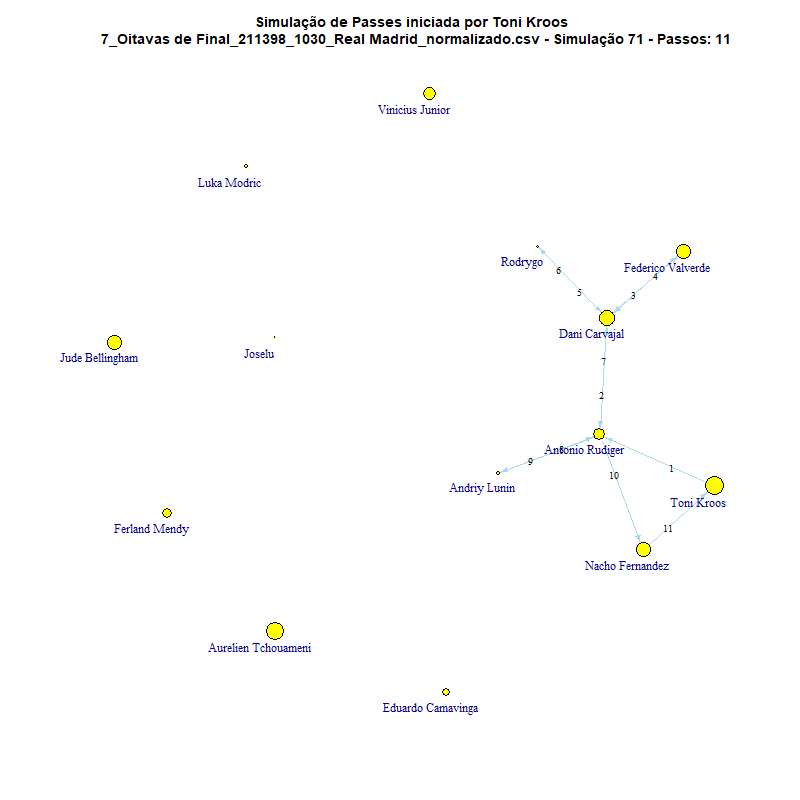 Simulação de Passes iniciada por Toni Kroos
7_Oitavas de Final_211398_1030_Real Madrid_normalizado.csv - Simulação 71 - Passos: 11
Vinicius Junior
Luka Modric
Rodrygo
6
Federico Valverde
4
5
3
Dani Carvajal
Jude Bellingham
Joselu
7
2
Antonio Rudiger
8
9
1
10
Andriy Lunin
Toni Kroos
Ferland Mendy
11
Nacho Fernandez
Aurelien Tchouameni
Eduardo Camavinga